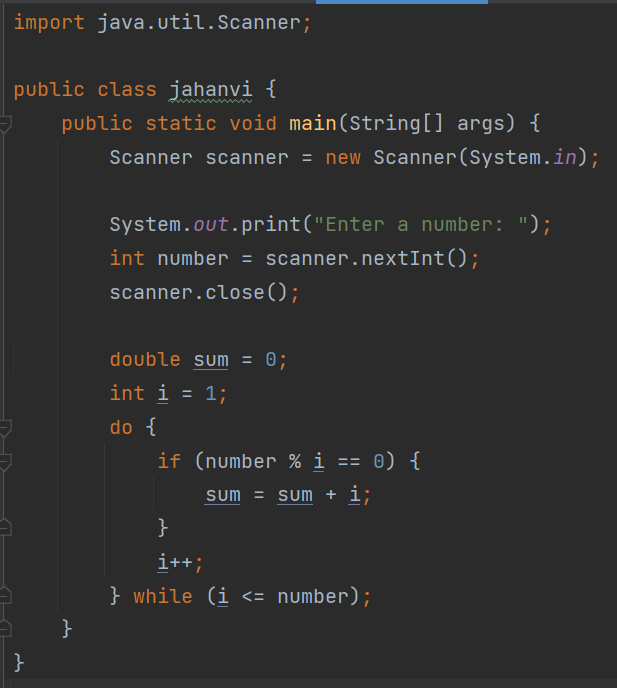 import java.util.Scanner;
public class jahanvi {
public static void main(String[] args) {
Scanner scanner = new Scanner(System.in);
System.out.print("Enter a number: ");
int number = scanner.nextInt();
scanner.close();
double sum = 0;
int i = 1;
do {
if (number % i == 0) {
sum = sum + i;
}
i++;
} while (i <= number);
}
}